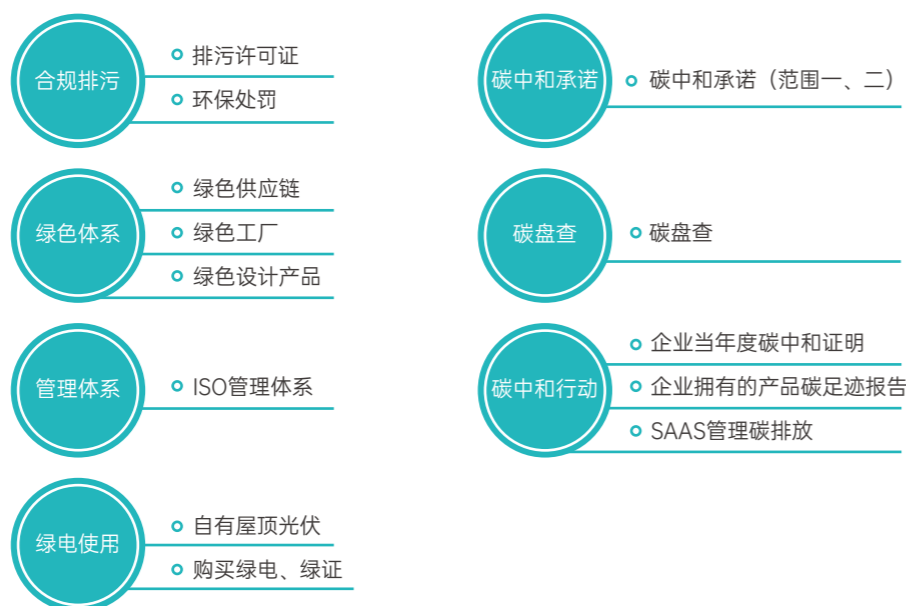 合规排污
排污许可证
环保处罚
绿色体系
绿色供应链
绿色工厂
绿色设计产品
管理体系
ISO管理体系
绿电使用
自有屋顶光伏
购买绿电、绿证
碳中和承诺
碳中和承诺（范围一、二）
碳盘查
碳盘查
碳中和行动
企业当年度碳中和证明
企业拥有的产品碳足迹报告
SAAS管理碳排放